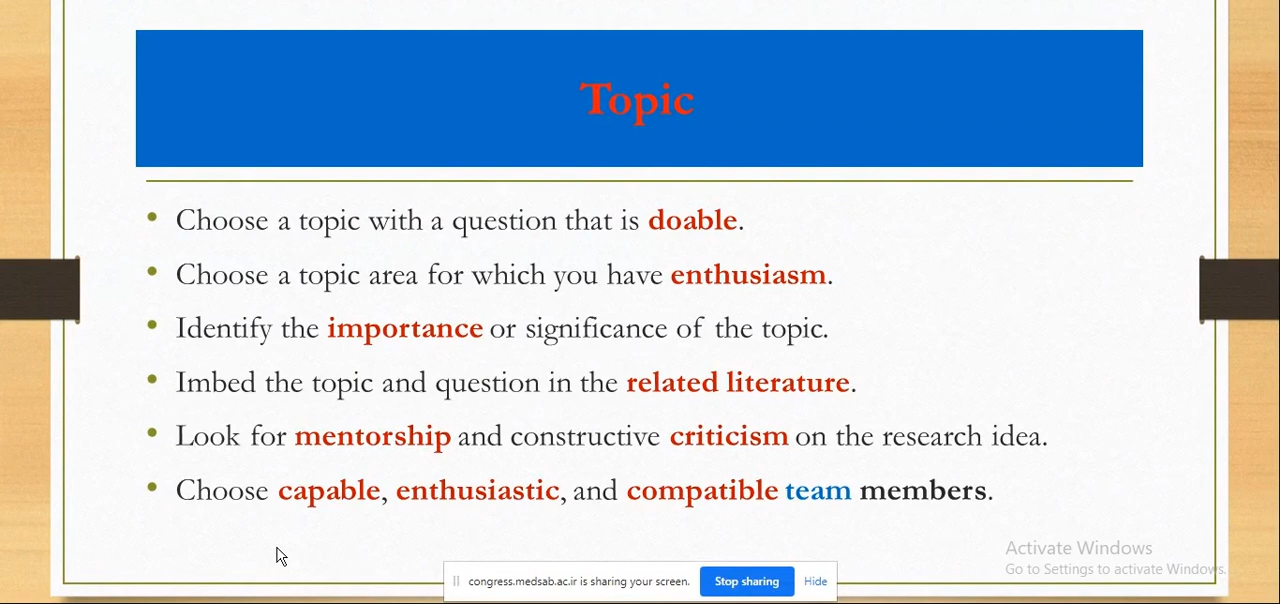 Topic
• Choose a topic with a question that is doable.
• Choose a topic area for which you have enthusiasm.
• Identify the importance or significance of the topic.
• Imbed the topic and question in the related literature.
• Look for mentorship and constructive criticism on the research idea.
• Choose capable, enthusiastic, and compatible team members.
Activate Windows
Go to Settings to activate Windows.
congress.medsab.ac.ir is sharing your screen. Stop sharing Hide